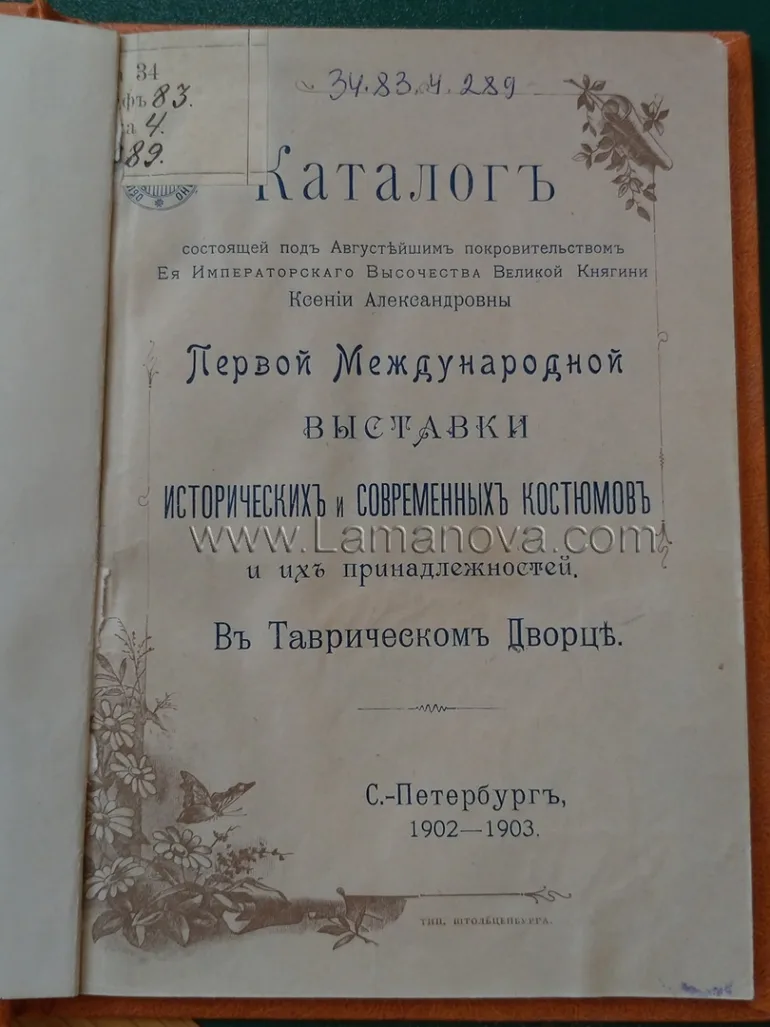 34
фъ 83.
а 4.
289.
34.83.4.289
Каталогъ
состоящей подъ Августѣйшимъ покровительствомъ
Ея Императорскаго Высочества Великой Княгини
Ксеніи Александровны
Первой Международной
ВЫСТАВКИ
ИСТОРИЧЕСКИХЪ и СОВРЕМЕННЫХЪ КОСТЮМОВЪ
www.Lamanova.com
и ихъ принадлежностей.
Въ Таврическомъ Дворцѣ.
С.-Петербургъ,
1902—1903.
ТИП. ШТОЛЬЦЕНБУРГА.